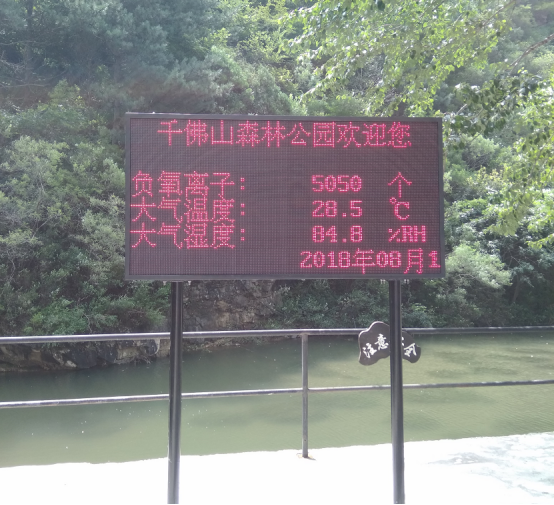 千佛山森林公园欢迎您
负氧离子: 5050 个
大气温度: 28.5 ℃
大气湿度: 84.8 %RH
2018年08月1
注意